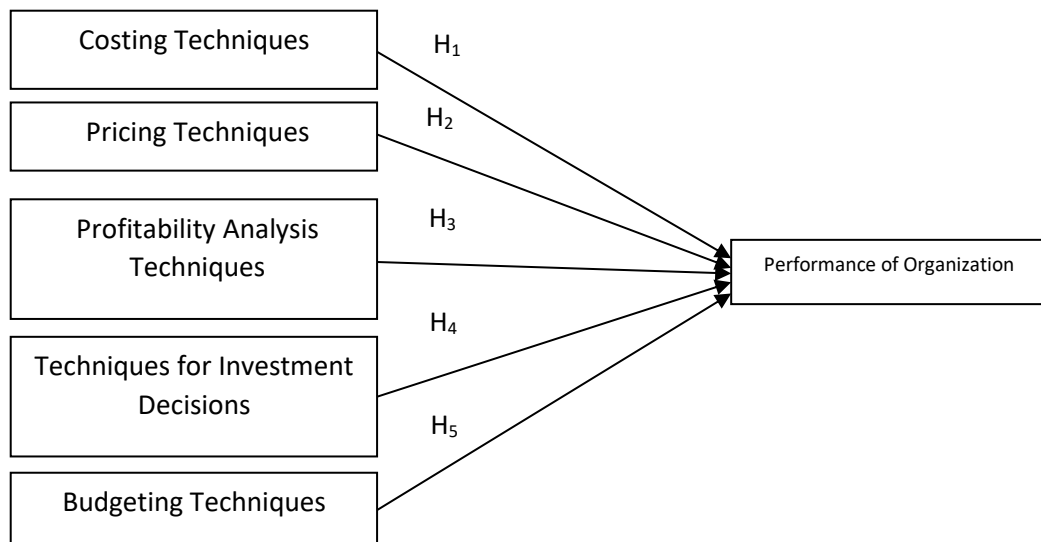 Costing Techniques
H₁
Pricing Techniques
H₂
Profitability Analysis
Techniques
H₃
Performance of Organization
Techniques for Investment
Decisions
H₄
Budgeting Techniques
H₅